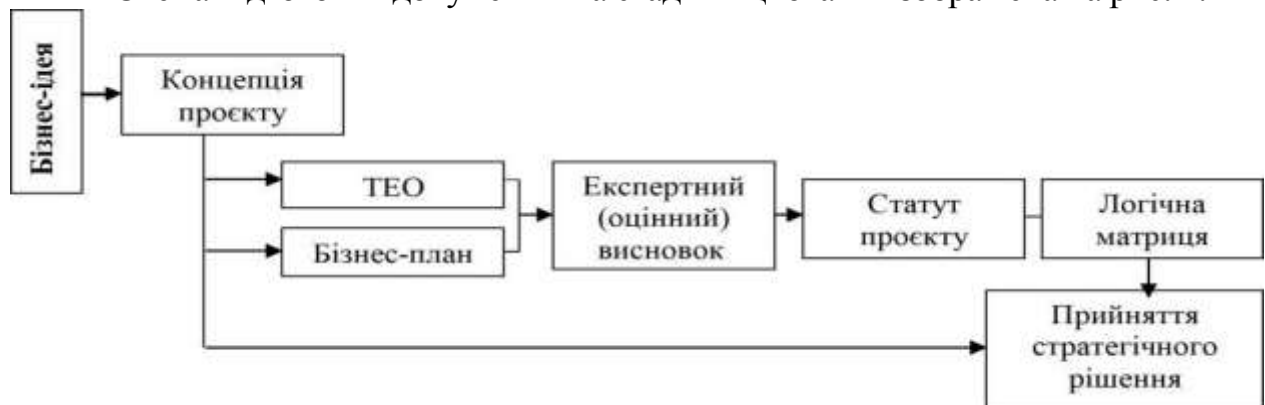 Бізнес-ідея
Концепція
проєкту
ТЕО
Бізнес-план
Експертний
(оцінний)
висновок
Статут
проєкту
Логічна
матриця
Прийняття
стратегічного
рішення